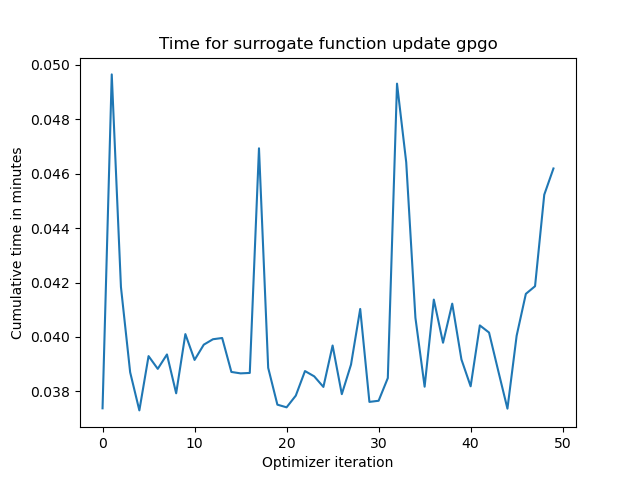 Time for surrogate function update gpgo
0.050
0.048
0.046
0.044
0.042
0.040
0.038
Cumulative time in minutes
0 10 20 30 40 50
Optimizer iteration